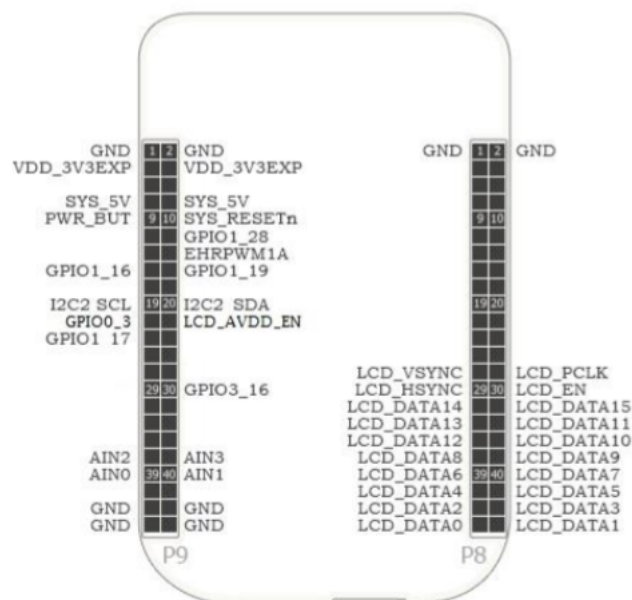 GND 1 2 GND GND 1 2 GND
VDD_3V3EXP VDD_3V3EXP
SYS_5V SYS_5V
PWR_BUT 9 10 SYS_RESETn 9 10
GPIO1_28
EHRPWM1A
GPIO1_16 GPIO1_19
I2C2 SCL 19 20 I2C2 SDA 19 20
GPIO0_3 LCD_AVDD_EN
GPIO1 17
LCD_VSYNC LCD_PCLK
29 30 GPIO3_16 LCD_HSYNC 29 30 LCD_EN
LCD_DATA14 LCD_DATA15
LCD_DATA13 LCD_DATA11
LCD_DATA12 LCD_DATA10
AIN2 AIN3 LCD_DATA8 LCD_DATA9
AIN0 39 40 AIN1 LCD_DATA6 39 40 LCD_DATA7
LCD_DATA4 LCD_DATA5
GND GND LCD_DATA2 LCD_DATA3
GND GND LCD_DATA0 LCD_DATA1
P9 P8